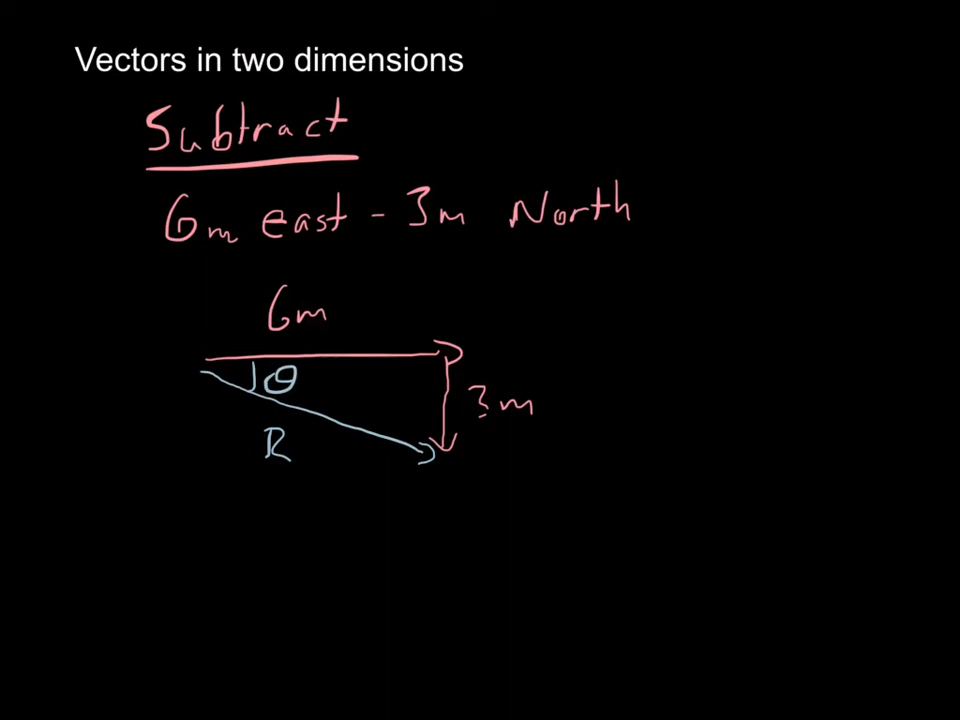 Vectors in two dimensions
Subtract
6m east - 3m North
6m
θ
3m
R